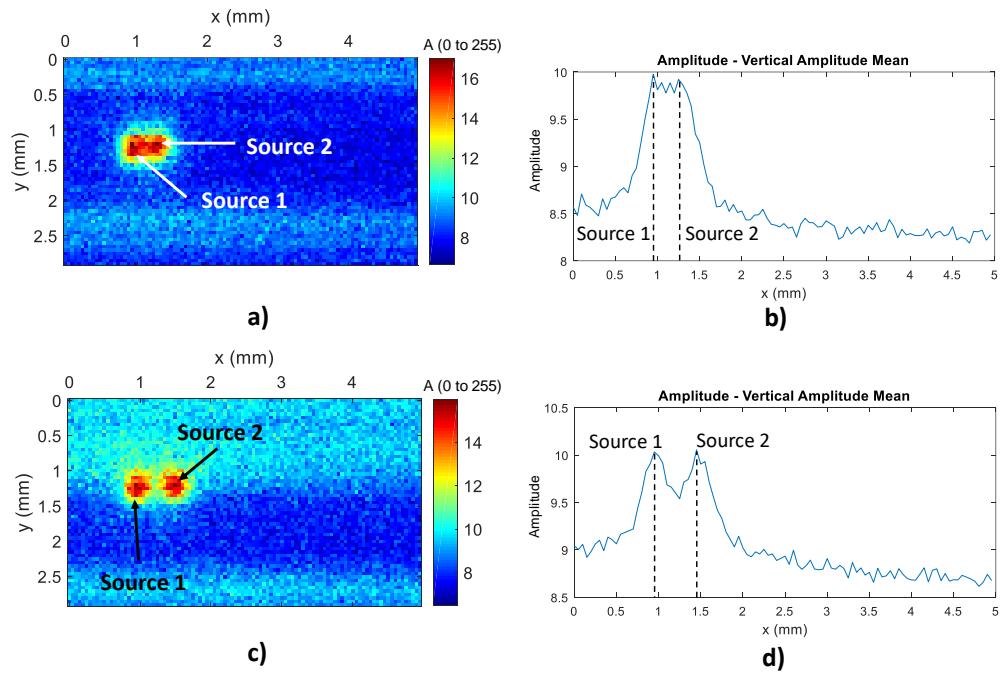 x (mm)
0 1 2 3 4
A (0 to 255)
0
0.5
1
1.5
2
2.5
y (mm)
Source 2
Source 1
16
14
12
10
8
a)
Amplitude - Vertical Amplitude Mean
10
9.5
9
8.5
8
Amplitude
Source 1 Source 2
0 0.5 1 1.5 2 2.5 3 3.5 4 4.5 5
x (mm)
b)
x (mm)
0 1 2 3 4
A (0 to 255)
0
0.5
1
1.5
2
2.5
y (mm)
Source 2
Source 1
14
12
10
8
c)
Amplitude - Vertical Amplitude Mean
10.5
10
9.5
9
8.5
Amplitude
Source 1 Source 2
0 0.5 1 1.5 2 2.5 3 3.5 4 4.5 5
x (mm)
d)